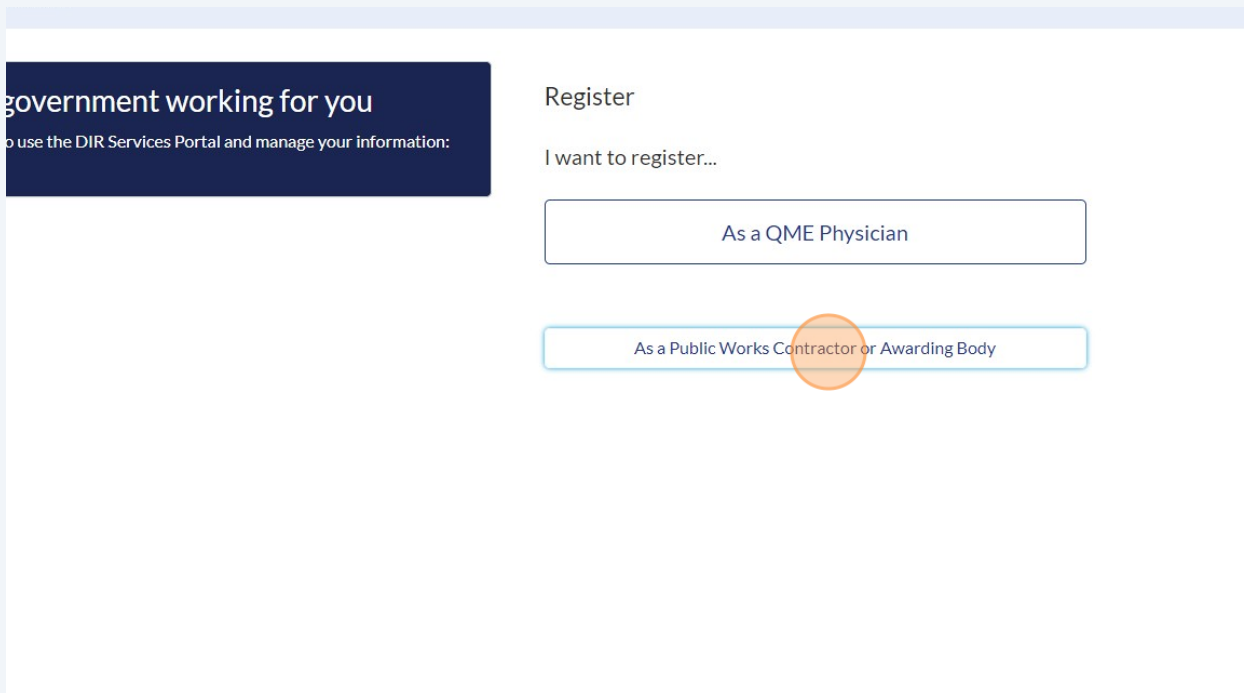 government working for you
o use the DIR Services Portal and manage your information:
Register
I want to register...
As a QME Physician
As a Public Works Contractor or Awarding Body